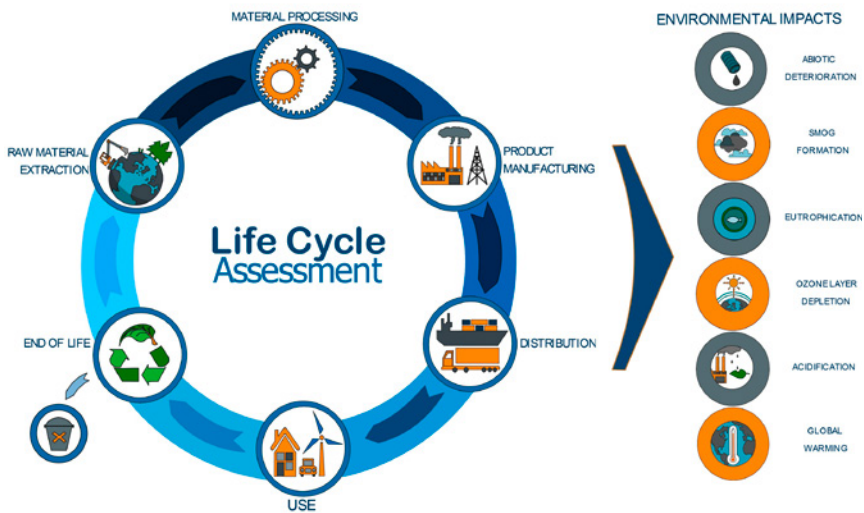 MATERIAL PROCESSING
ENVIRONMENTAL IMPACTS
RAW MATERIAL
EXTRACTION
PRODUCT
MANUFACTURING
Life Cycle
Assessment
END OF LIFE
DISTRIBUTION
USE
ABIOTIC
DETERIORATION
SMOG
FORMATION
EUTROPHICATION
OZONE LAYER
DEPLETION
ACIDIFICATION
GLOBAL
WARMING